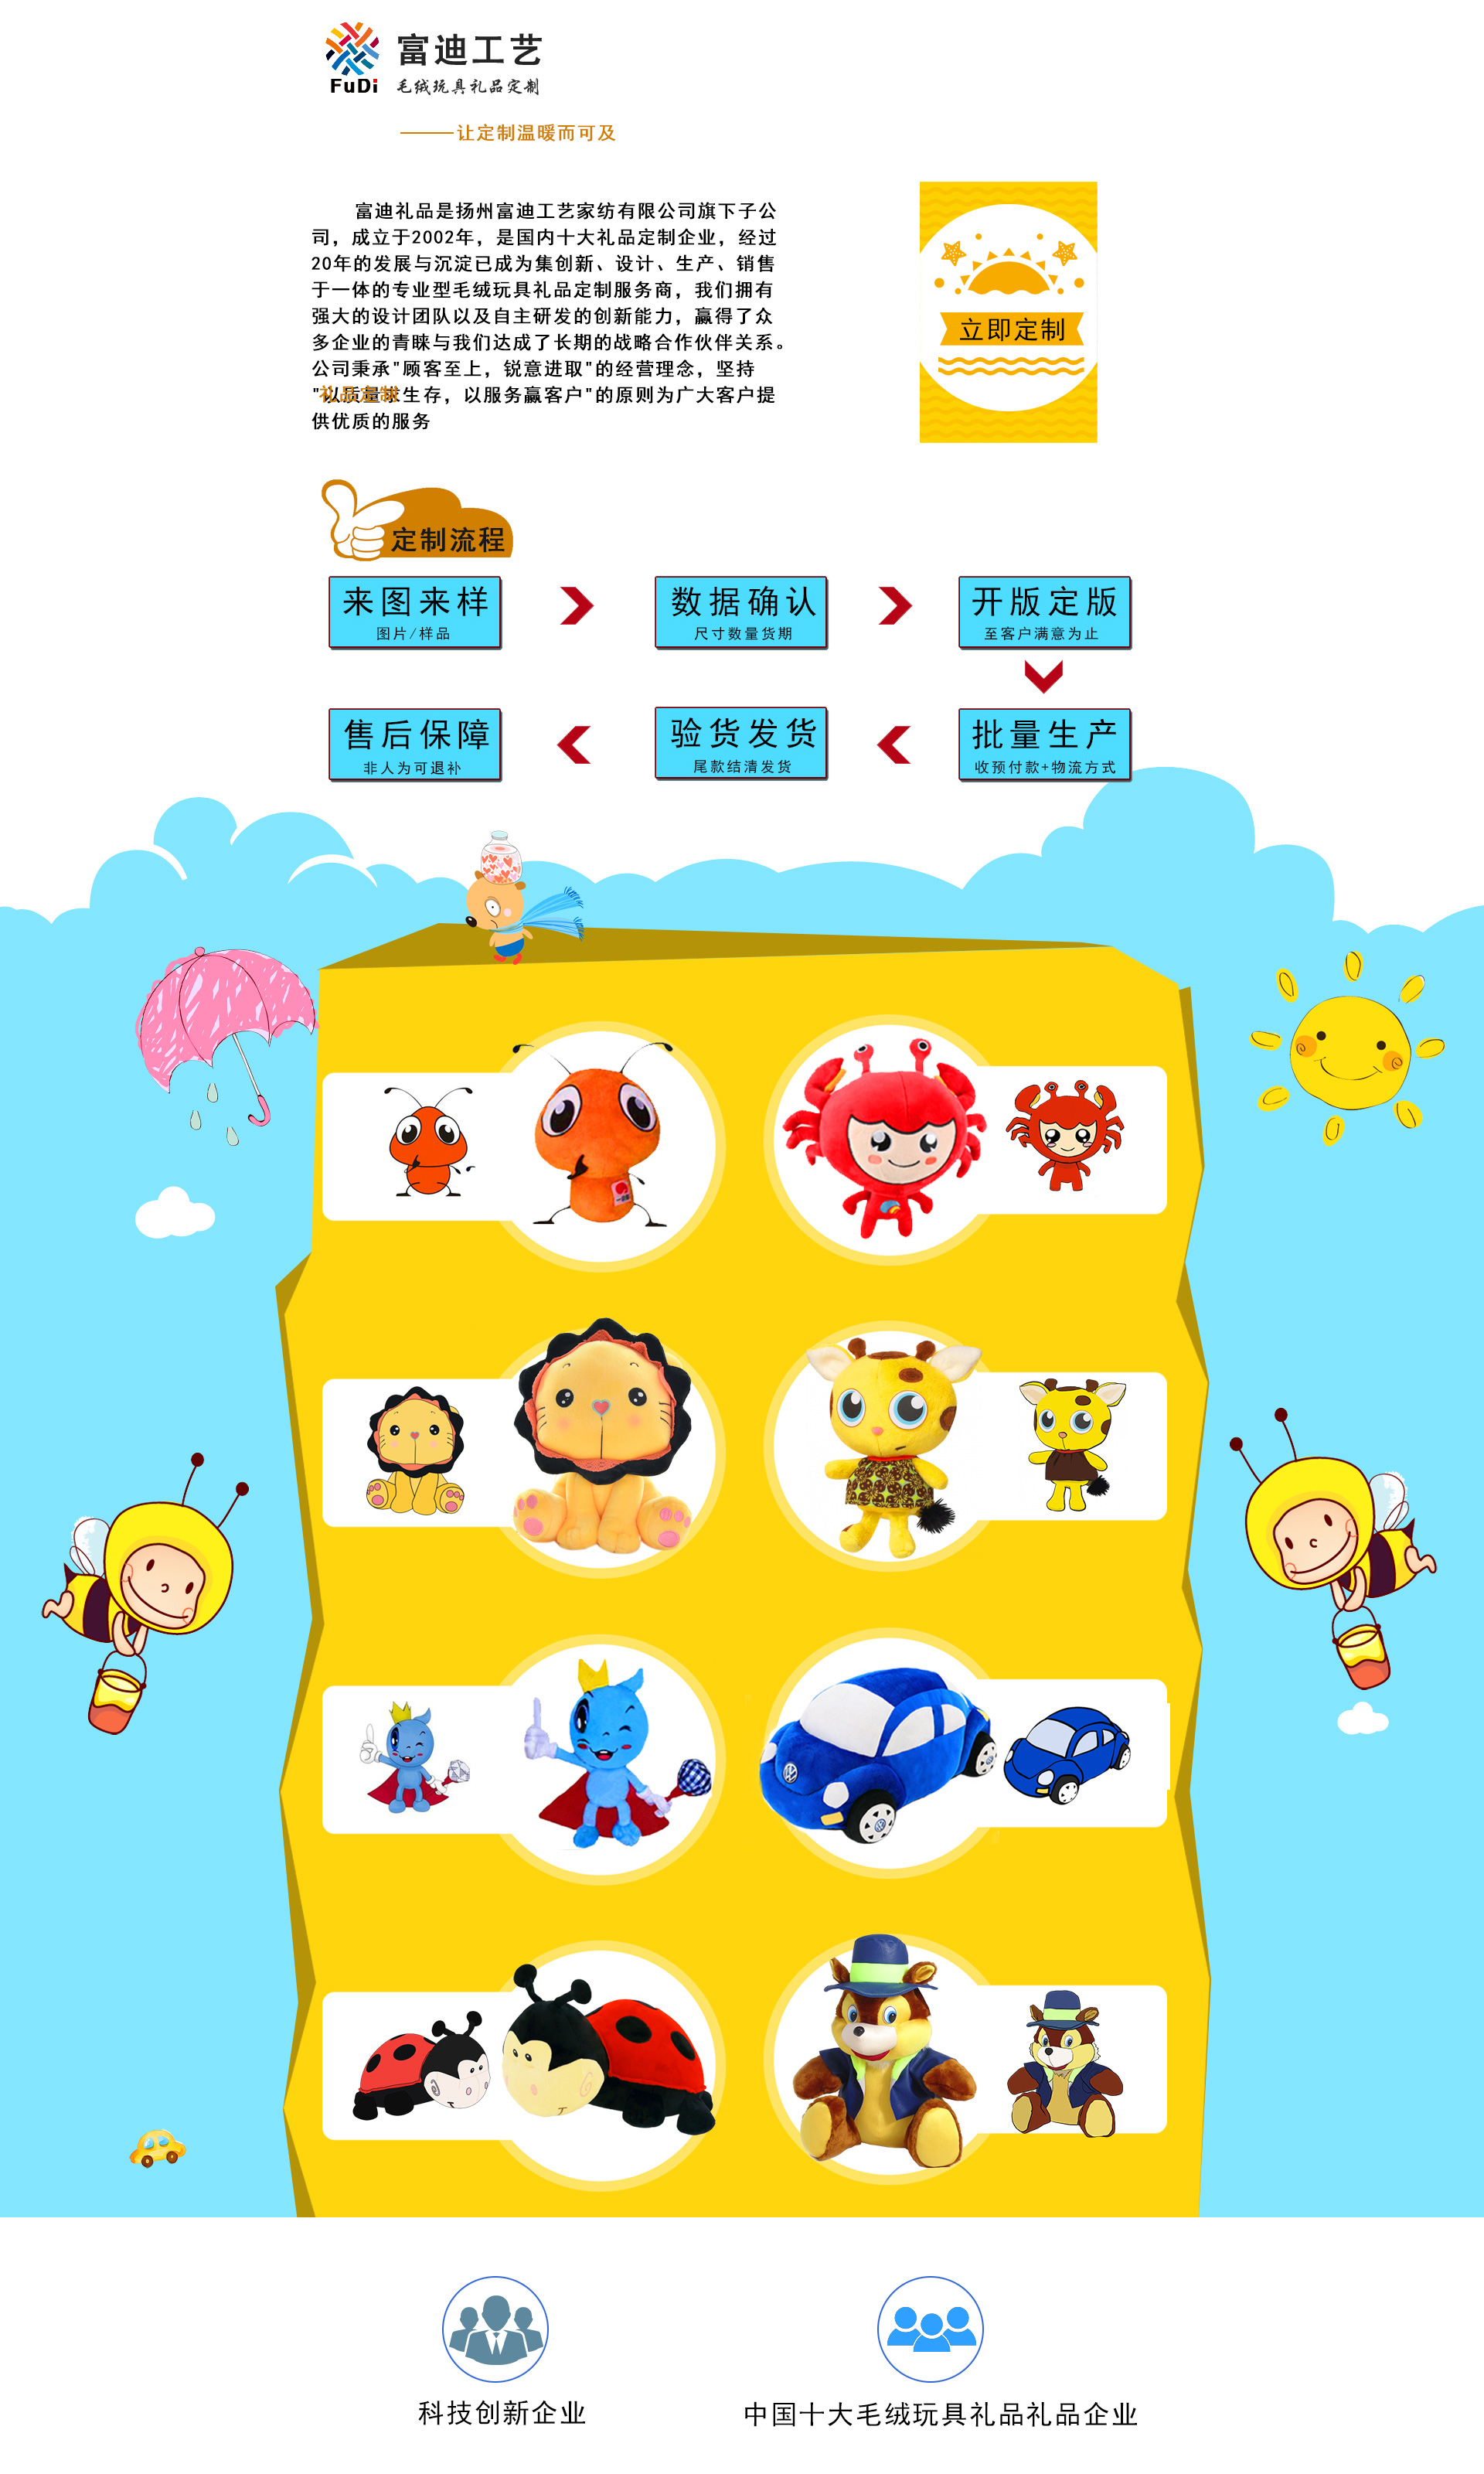 富迪工艺
FuDi
毛绒玩具礼品定制
——让定制温暖而可及
富迪礼品是扬州富迪工艺家纺有限公司旗下子公
司，成立于2002年，是国内十大礼品定制企业，经过
20年的发展与沉淀已成为集创新、设计、生产、销售
于一体的专业型毛绒玩具礼品定制服务商，我们拥有
强大的设计团队以及自主研发的创新能力，赢得了众
多企业的青睐与我们达成了长期的战略合作伙伴关系。
公司秉承"顾客至上，锐意进取"的经营理念，坚持
"以质量求生存，以服务赢客户"的原则为广大客户提
供优质的服务
礼品定制
立即定制
定制流程
来图来样
图片/样品
数据确认
尺寸数量货期
开版定版
至客户满意为止
售后保障
非人为可退补
验货发货
尾款结清发货
批量生产
收预付款+物流方式
科技创新企业
中国十大毛绒玩具礼品礼品企业